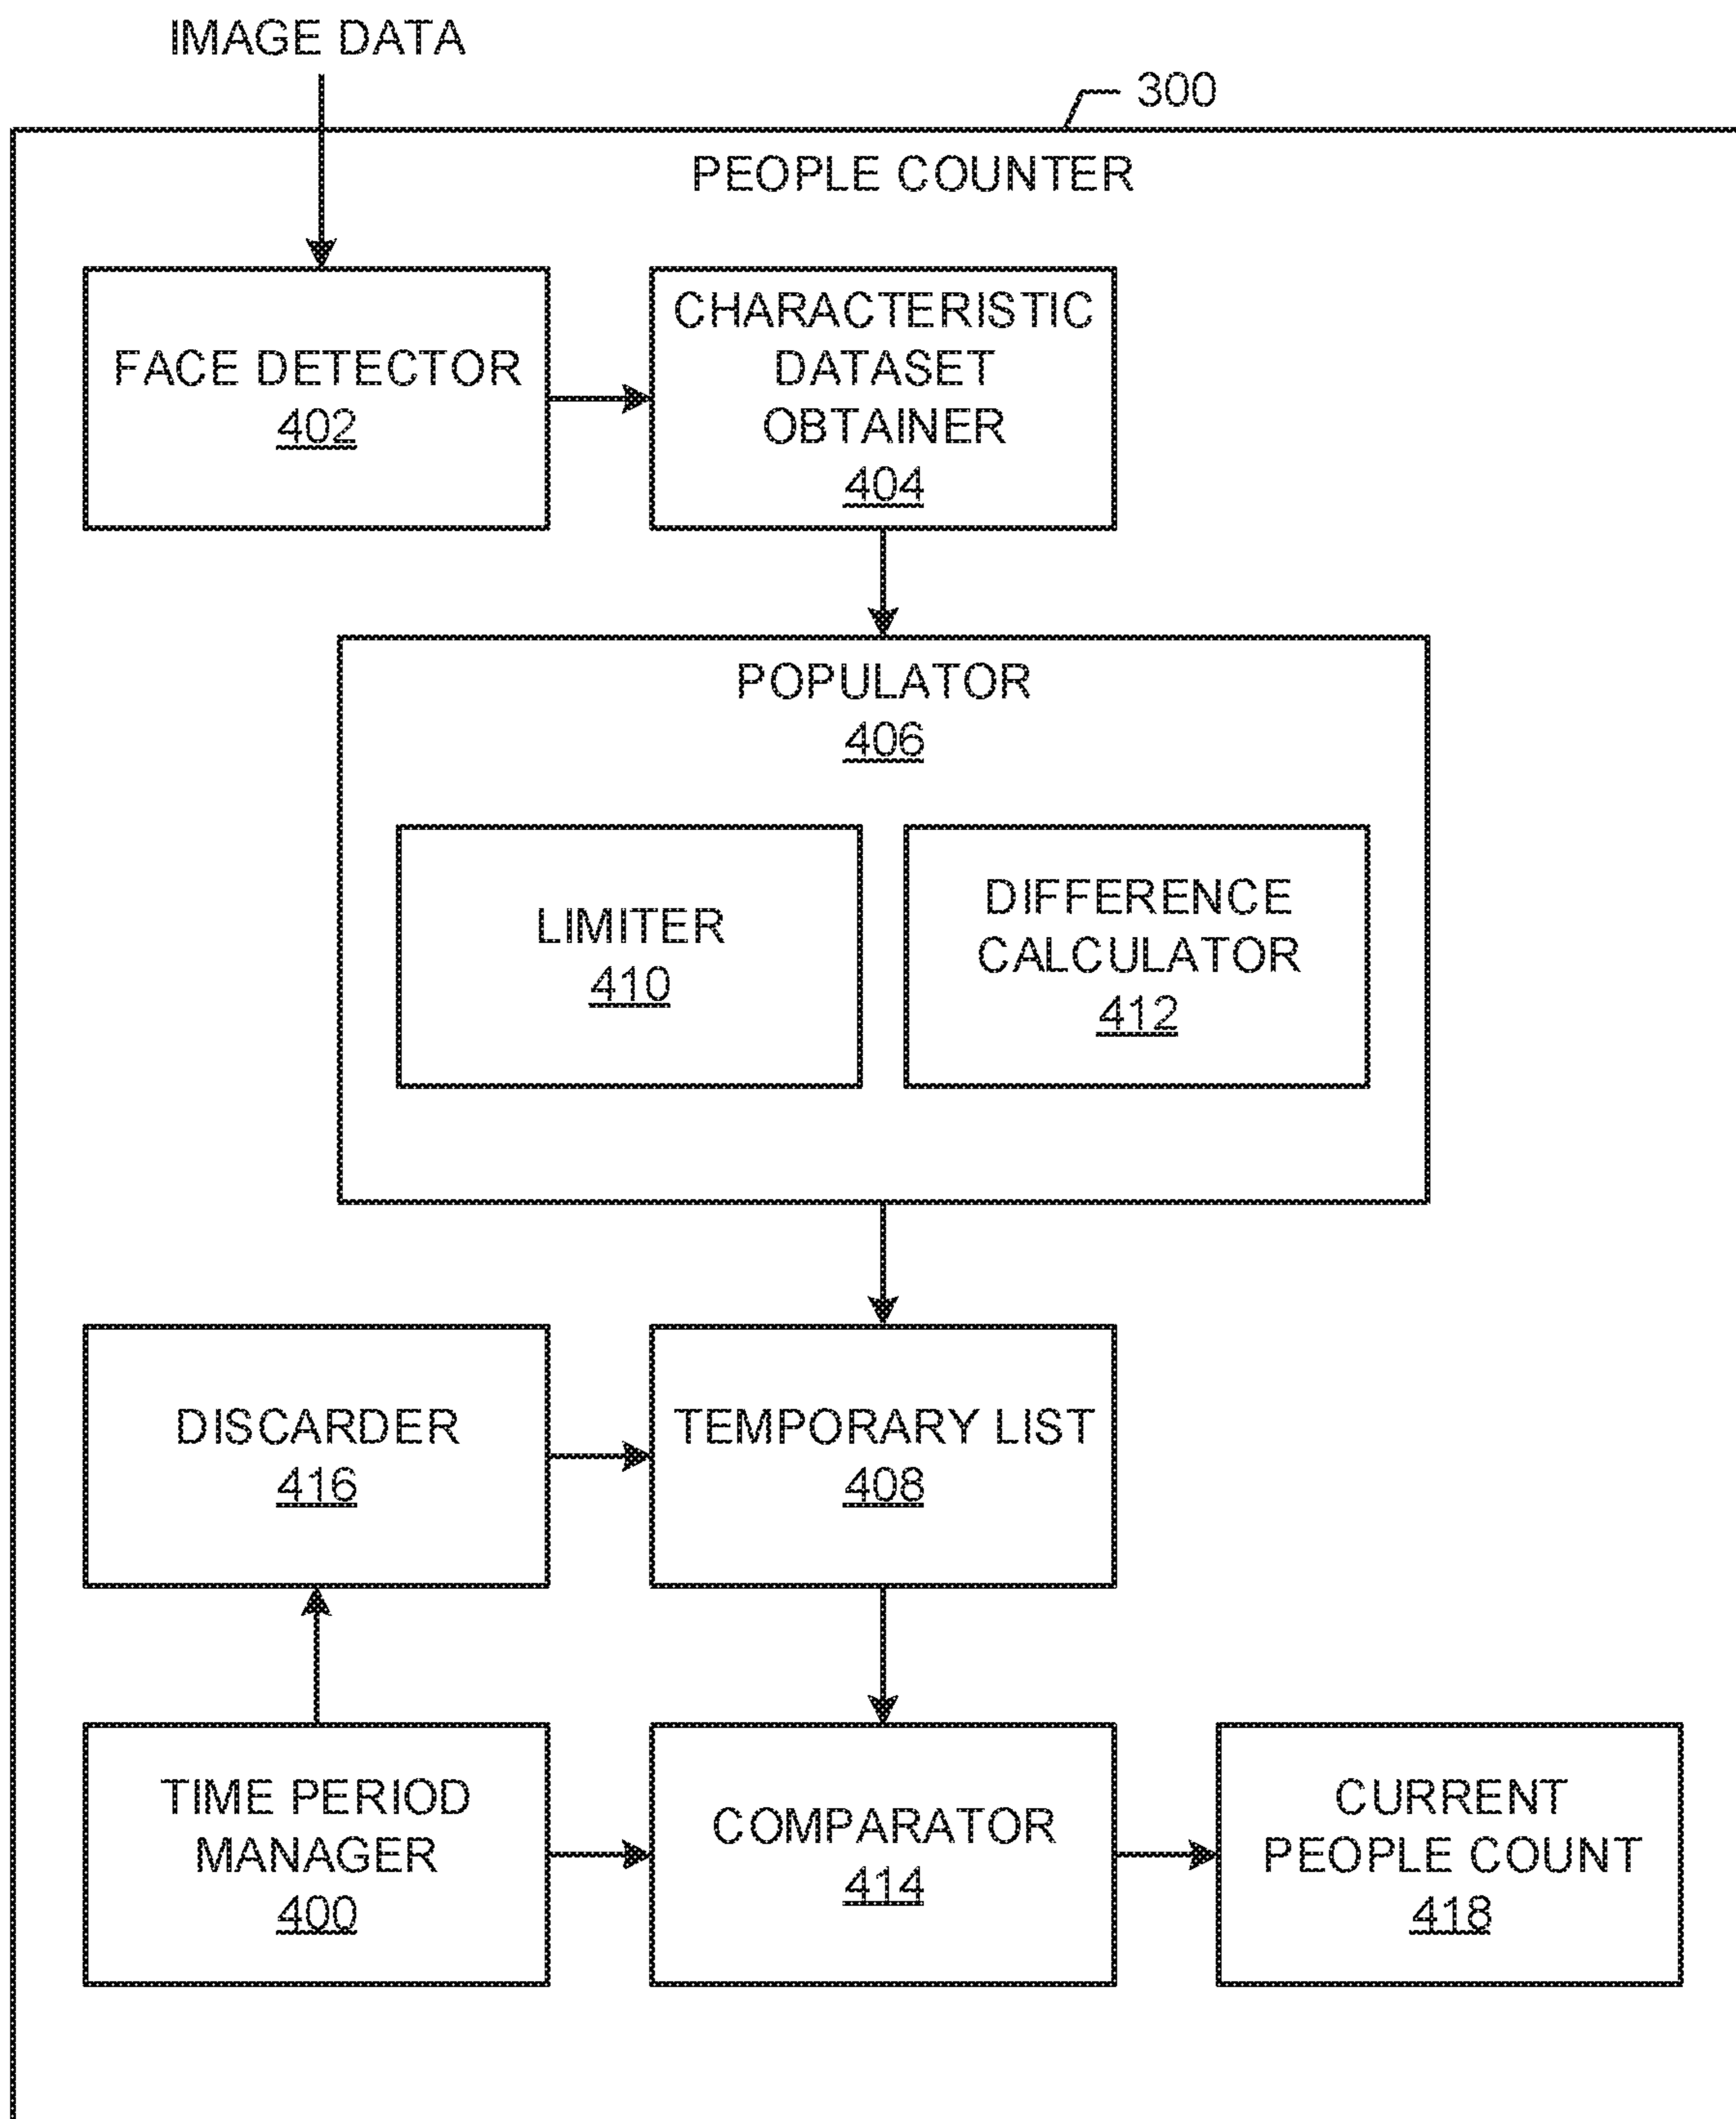 IMAGE DATA
300
PEOPLE COUNTER
FACE DETECTOR
402
CHARACTERISTIC
DATASET
OBTAINER
404
POPULATOR
406
LIMITER
410
DIFFERENCE
CALCULATOR
412
DISCARDER
416
TEMPORARY LIST
408
TIME PERIOD
MANAGER
400
COMPARATOR
414
CURRENT
PEOPLE COUNT
418